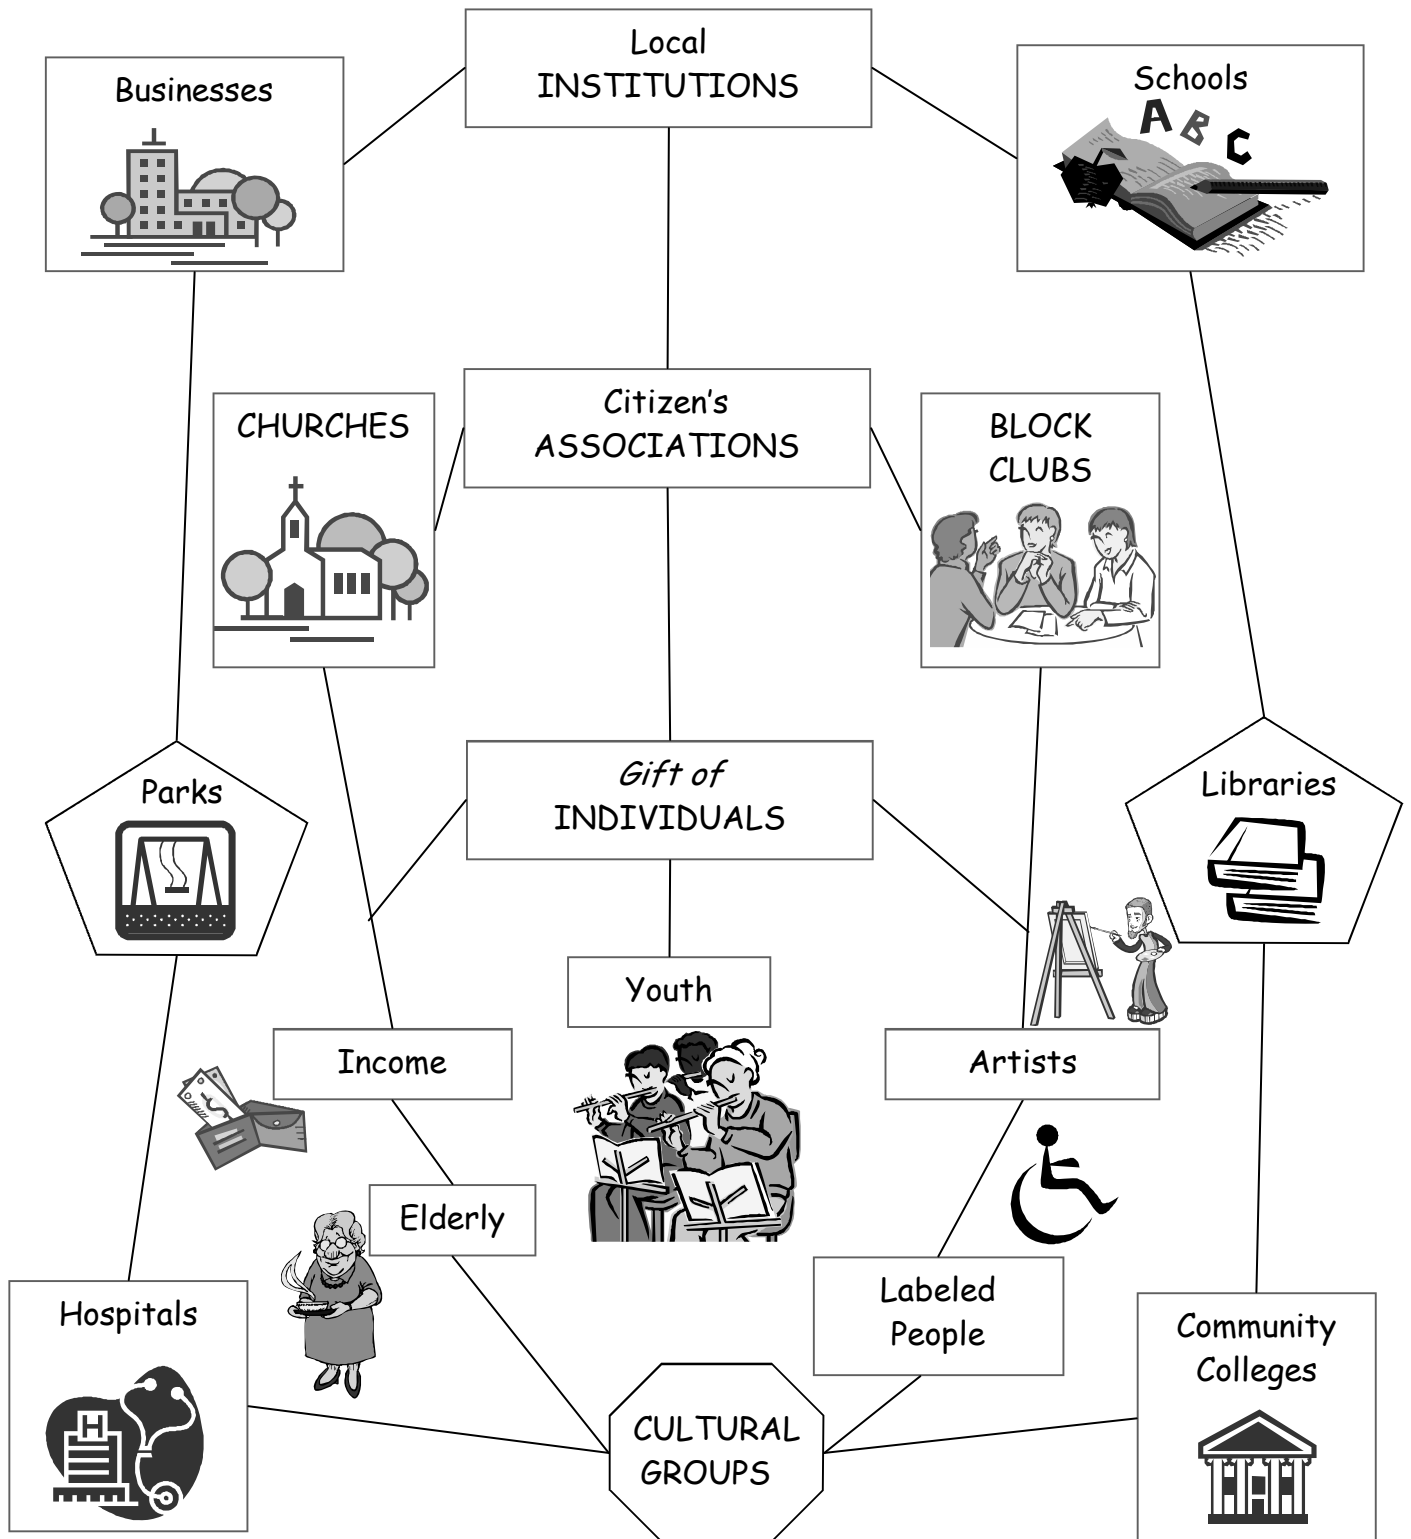 Local
INSTITUTIONS
Businesses
Schools
A B C
Citizen's
ASSOCIATIONS
CHURCHES
BLOCK
CLUBS
Gift of
INDIVIDUALS
Parks
Libraries
Youth
Income
Artists
$
Elderly
Labeled
People
Hospitals
H
Community
Colleges
CULTURAL
GROUPS